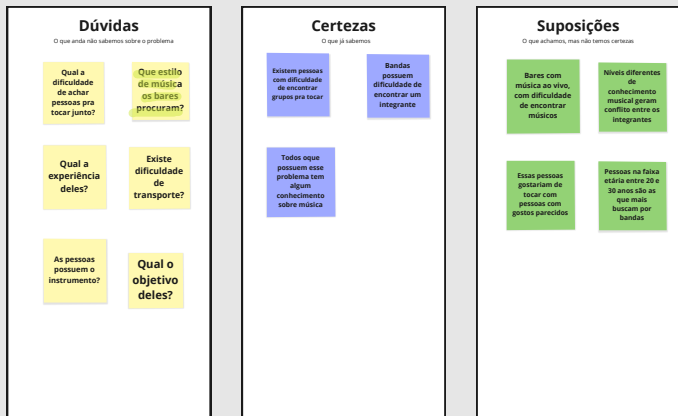 Dúvidas
O que anda não sabemos sobre o problema
Qual a
dificuldade
de achar
pessoas pra
tocar junto?
Que estilo
de música
os bares
procuram?
Qual a
experiência
deles?
Existe
dificuldade
de
transporte?
As pessoas
possuem o
instrumento?
Qual o
objetivo
deles?
Certezas
O que já sabemos
Existem pessoas
com dificuldade
de encontrar
grupos pra tocar
Bandas
possuem
dificuldade de
encontrar um
integrante
Todos oque
possuem esse
problema tem
algum
conhecimento
sobre música
Suposições
O que achamos, mas não temos certezas
Bares com
música ao vivo,
com dificuldade
de encontrar
músicos
Niveis diferentes
de
conhecimento
musical geram
conflito entre os
integrantes
Essas pessoas
gostariam de
tocar com
pessoas com
gostos parecidos
Pessoas na faixa
etária entre 20 e
30 anos são as
que mais
buscam por
bandas